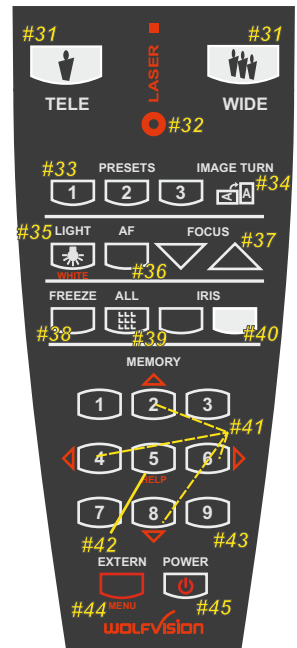 #31 #31
LASER
TELE WIDE
#32
#33 PRESETS IMAGE TURN
1 2 3 A A #34
#35 LIGHT AF FOCUS #37
WHITE #36
FREEZE ALL IRIS
#38 #39 #40
MEMORY
1 2 3
#41
4 5 6
HELP
7 8 9
#42 #43
EXTERN POWER
#44 MENU #45
WOLFVISION